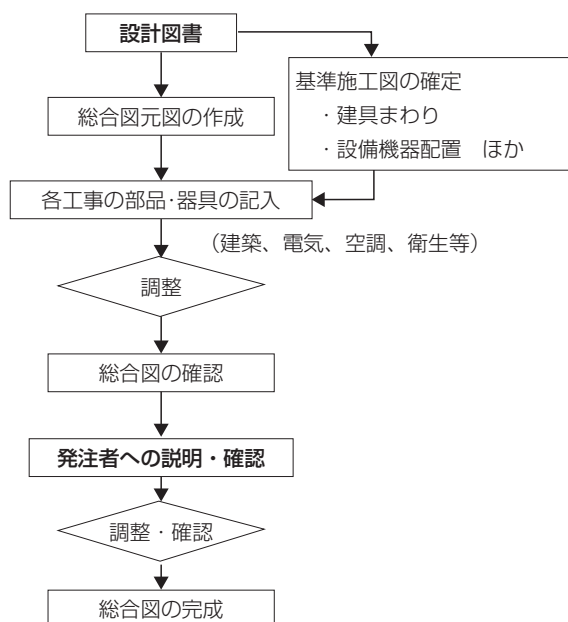 設計図書
基準施工図の確定
・建具まわり
・設備機器配置　ほか
総合図元図の作成
各工事の部品・器具の記入
（建築、電気、空調、衛生等）
調整
総合図の確認
発注者への説明・確認
調整・確認
総合図の完成